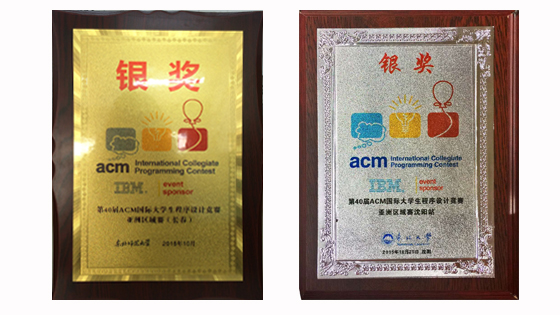 银奖
acm International Collegiate
Programming Contest
IBM. event
sponsor
第40届ACM国际大学生程序设计竞赛
亚洲区域赛(长春)
2015年10月
银奖
acm International Collegiate
Programming Contest
IBM event
sponsor
第40届ACM国际大学生程序设计竞赛
亚洲区域赛沈阳站
东北大学